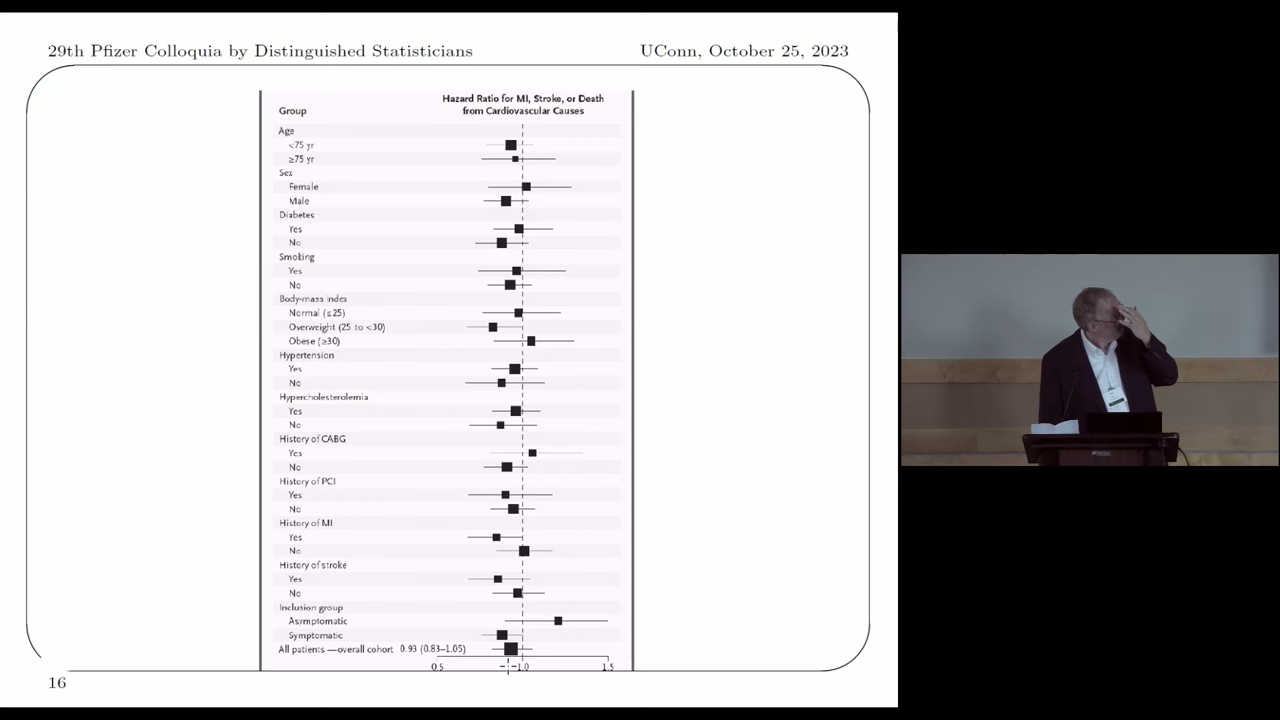 29th Pfizer Colloquia by Distinguished Statisticians UConn, October 25, 2023
Hazard Ratio for MI, Stroke, or Death
Group from Cardiovascular Causes
Age
<75 yr
≥75 yr
Sex
Female
Male
Diabetes
Yes
No
Smoking
Yes
No
Body-mass index
Normal (≤25)
Overweight (25 to <30)
Obese (≥30)
Hypertension
Yes
No
Hypercholesterolemia
Yes
No
History of CABG
Yes
No
History of PCI
Yes
No
History of MI
Yes
No
History of stroke
Yes
No
Inclusion group
Asymptomatic
Symptomatic
All patients —overall cohort 0.93 (0.83–1.05)
0.5 1.0 1.5
16